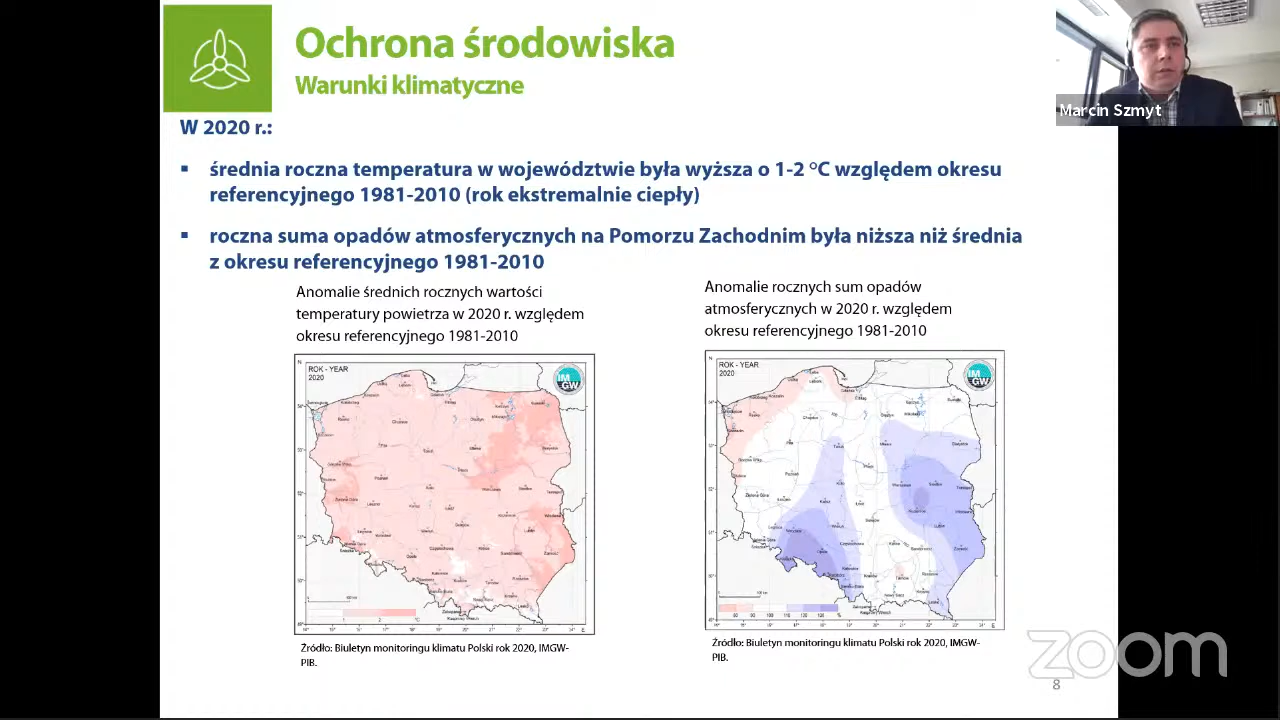 Ochrona środowiska
Warunki klimatyczne
Marcin Szmyt
W 2020 r.:
▪ średnia roczna temperatura w województwie była wyższa o 1-2 °C względem okresu
referencyjnego 1981-2010 (rok ekstremalnie ciepły)
▪ roczna suma opadów atmosferycznych na Pomorzu Zachodnim była niższa niż średnia
z okresu referencyjnego 1981-2010
Anomalie średnich rocznych wartości
temperatury powietrza w 2020 r. względem
okresu referencyjnego 1981-2010
ROK - YEAR
2020
IM
GW
Źródło: Biuletyn monitoringu klimatu Polski rok 2020, IMGW-
PIB.
Anomalie rocznych sum opadów
atmosferycznych w 2020 r. względem
okresu referencyjnego 1981-2010
ROK - YEAR
2020
IM
GW
Źródło: Biuletyn monitoringu klimatu Polski rok 2020, IMGW-
PIB.
zoom
8